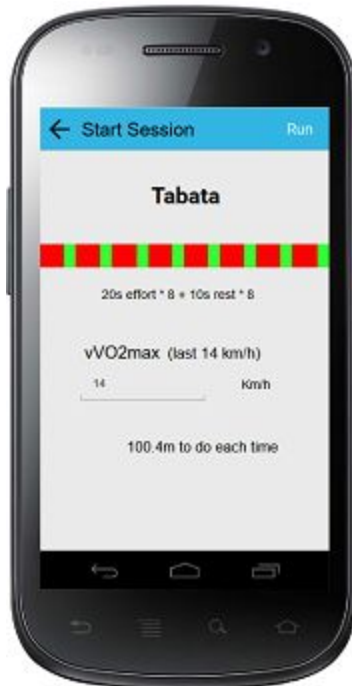 Start Session Run
Tabata
20s effort * 8 + 10s rest * 8
vVO2max (last 14 km/h)
14 Km/h
100.4m to do each time